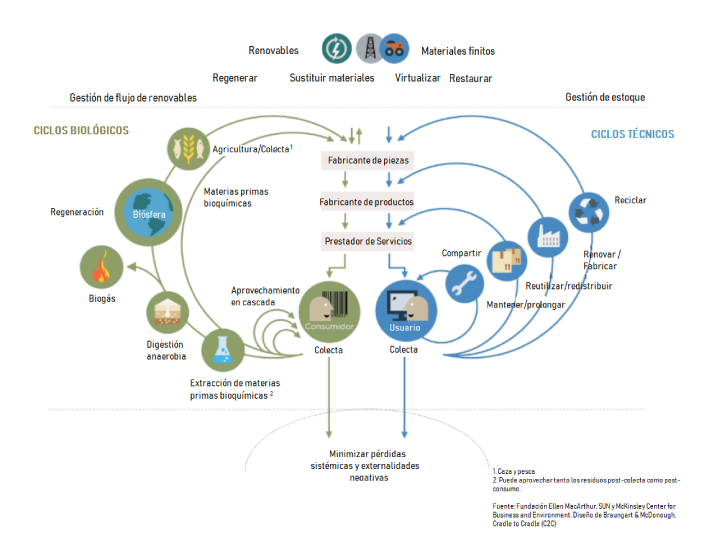 Renovables
Materiales finitos
Regenerar
Sustituir materiales
Virtualizar
Restaurar
Gestión de flujo de renovables
Gestión de estoque
CICLOS BIOLÓGICOS
CICLOS TÉCNICOS
Agricultura/Colecta¹
Fabricante de piezas
Materias primas
bioquímicas
Reciclar
Fabricante de productos
Regeneración
Biósfera
Prestador de Servicios
Compartir
Renovar /
Fabricar
Reutilizar/redistribuir
Biogás
Aprovechamiento
en cascada
Mantener/prolongar
Consumidor
Usuario
Digestión
anaerobia
Colecta
Colecta
Extracción de materias
primas bioquímicas ²
Minimizar pérdidas
sistémicas y externalidades
negativas
1. Caza y pesca
2. Puede aprovechar tanto los residuos post-colecta como post-
consumo.
Fuente: Fundación Ellen MacArthur, SUN y McKinsley Center for
Business and Environment. Diseño de Braungart & McDonough,
Cradle to Cradle (C2C)